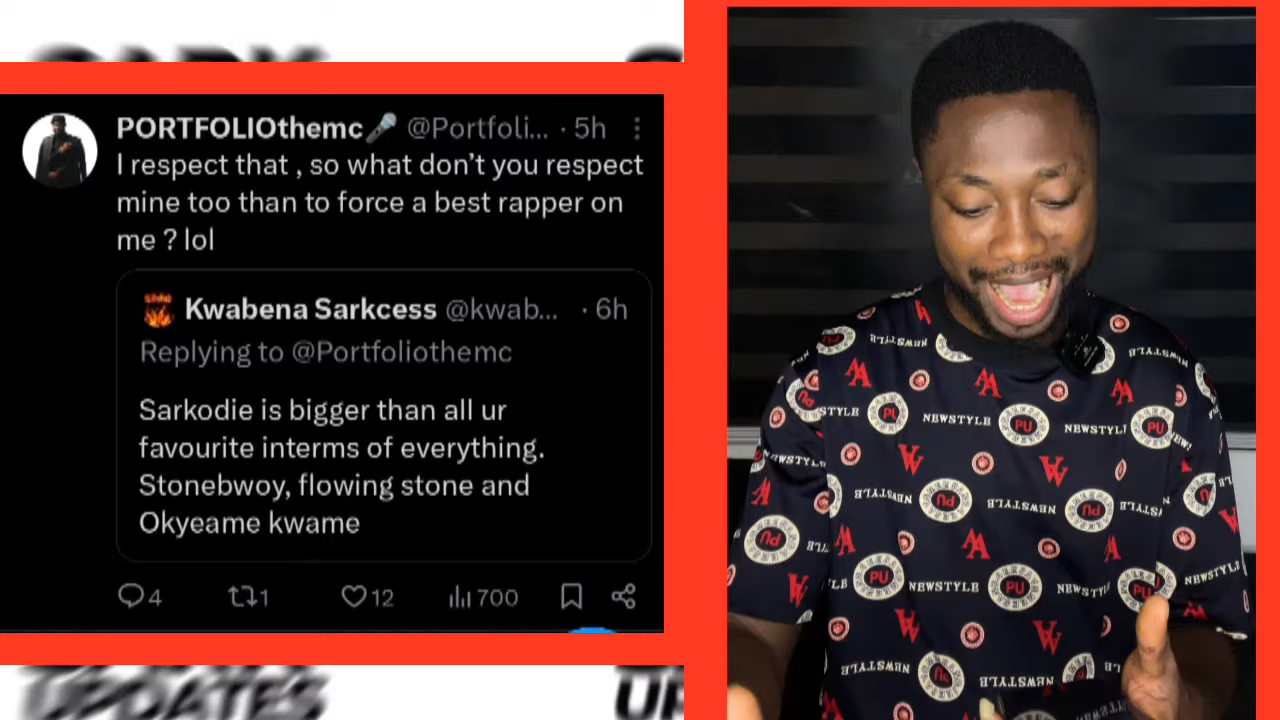 PORTFOLIOthemc🎤 @Portfoli... · 5h
I respect that , so what don't you respect
mine too than to force a best rapper on
me ? lol
Kwabena Sarkcess @kwab... · 6h
Replying to @Portfoliothemc
Sarkodie is bigger than all ur
favourite interms of everything.
Stonebwoy, flowing stone and
Okyeame kwame
4 1 12 700
UPDATES
NEWSTYLE
PU